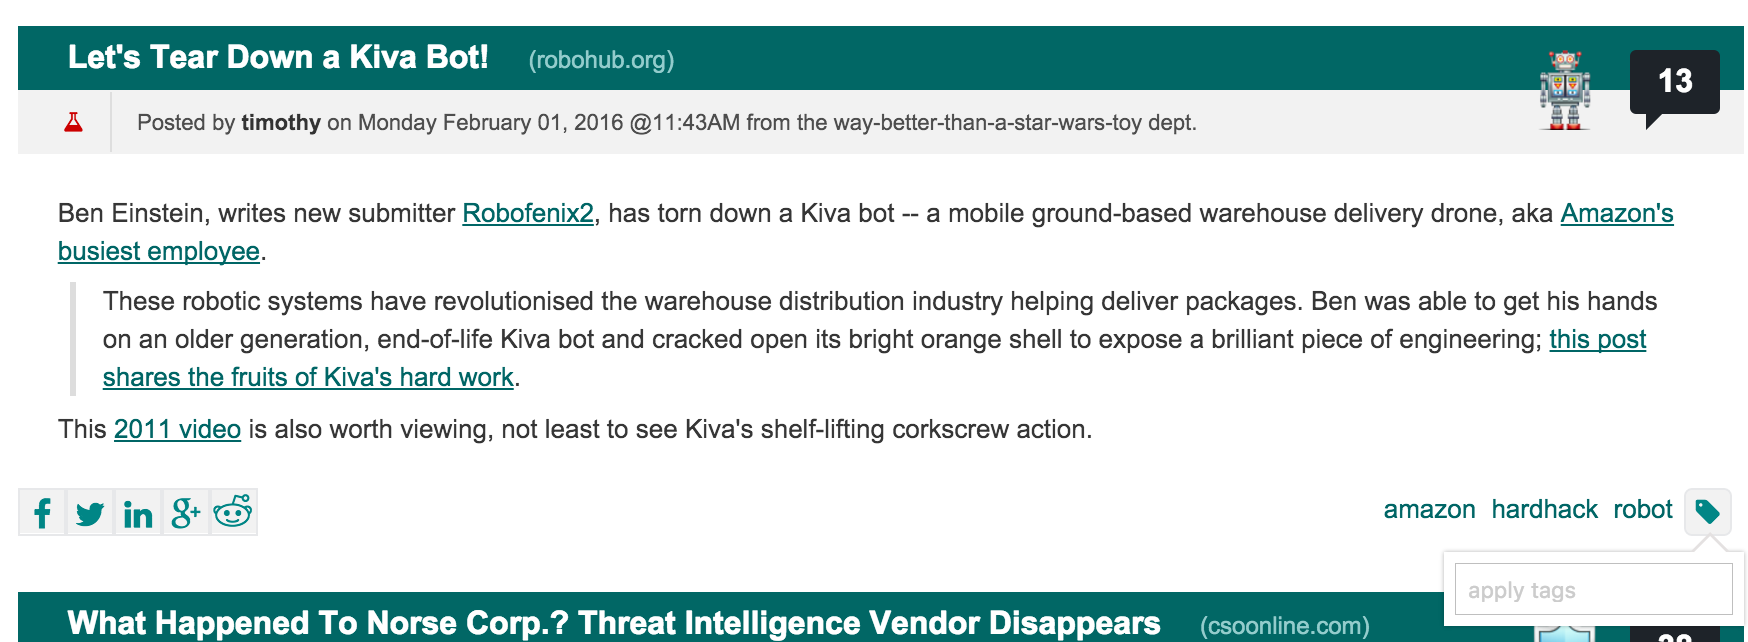 Let's Tear Down a Kiva Bot! (robohub.org)
13
Posted by timothy on Monday February 01, 2016 @11:43AM from the way-better-than-a-star-wars-toy dept.
Ben Einstein, writes new submitter Robofenix2, has torn down a Kiva bot -- a mobile ground-based warehouse delivery drone, aka Amazon's
busiest employee.
These robotic systems have revolutionised the warehouse distribution industry helping deliver packages. Ben was able to get his hands
on an older generation, end-of-life Kiva bot and cracked open its bright orange shell to expose a brilliant piece of engineering; this post
shares the fruits of Kiva's hard work.
This 2011 video is also worth viewing, not least to see Kiva's shelf-lifting corkscrew action.
f in g+
amazon hardhack robot
apply tags
What Happened To Norse Corp.? Threat Intelligence Vendor Disappears (csoonline.com)